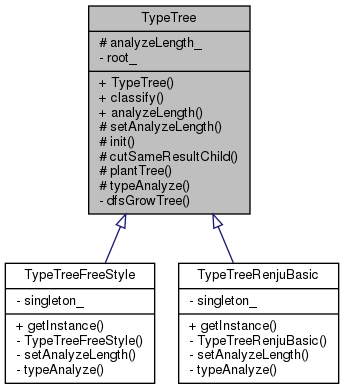 TypeTree
# analyzeLength_
- root_
+ TypeTree()
+ classify()
+ analyzeLength()
# setAnalyzeLength()
# init()
# cutSameResultChild()
# plantTree()
# typeAnalyze()
- dfsGrowTree()
TypeTreeFreeStyle
- singleton_
+ getInstance()
- TypeTreeFreeStyle()
- setAnalyzeLength()
- typeAnalyze()
TypeTreeRenjuBasic
- singleton_
+ getInstance()
- TypeTreeRenjuBasic()
- setAnalyzeLength()
- typeAnalyze()